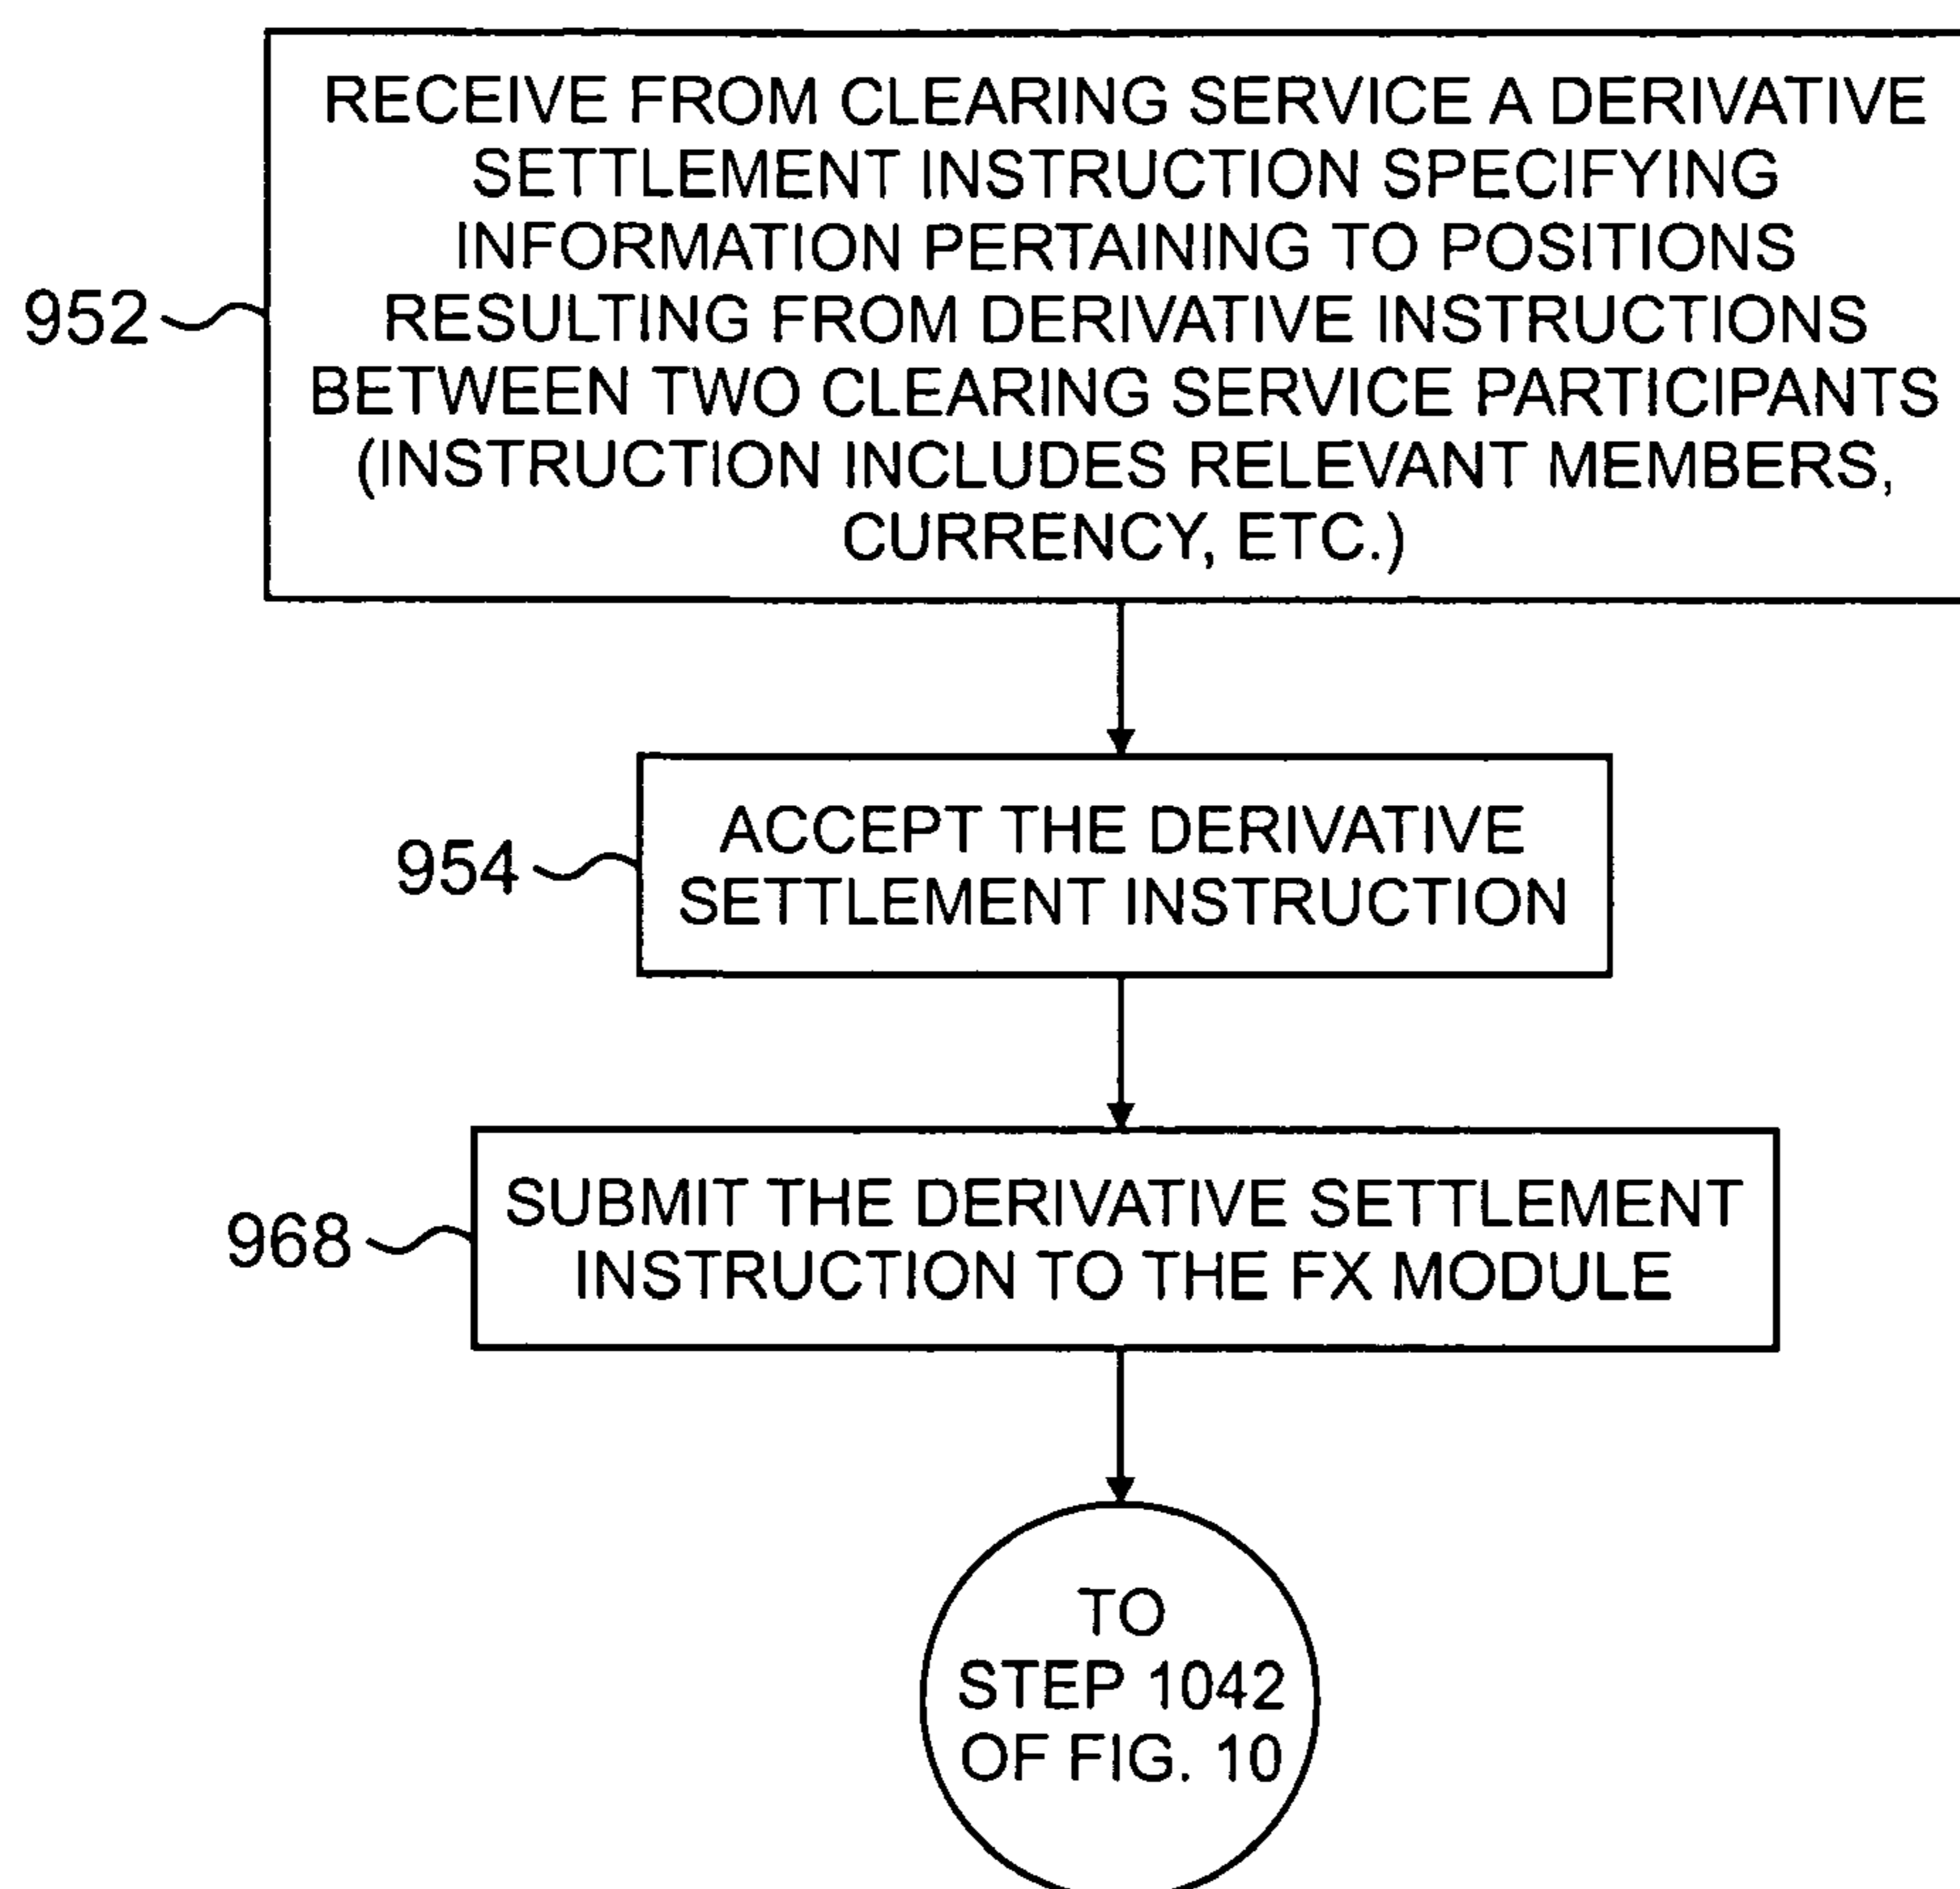 RECEIVE FROM CLEARING SERVICE A DERIVATIVE
SETTLEMENT INSTRUCTION SPECIFYING
INFORMATION PERTAINING TO POSITIONS
952
RESULTING FROM DERIVATIVE INSTRUCTIONS
BETWEEN TWO CLEARING SERVICE PARTICIPANTS
(INSTRUCTION INCLUDES RELEVANT MEMBERS,
CURRENCY, ETC.)
954
ACCEPT THE DERIVATIVE
SETTLEMENT INSTRUCTION
968
SUBMIT THE DERIVATIVE SETTLEMENT
INSTRUCTION TO THE FX MODULE
TO
STEP 1042
OF FIG. 10